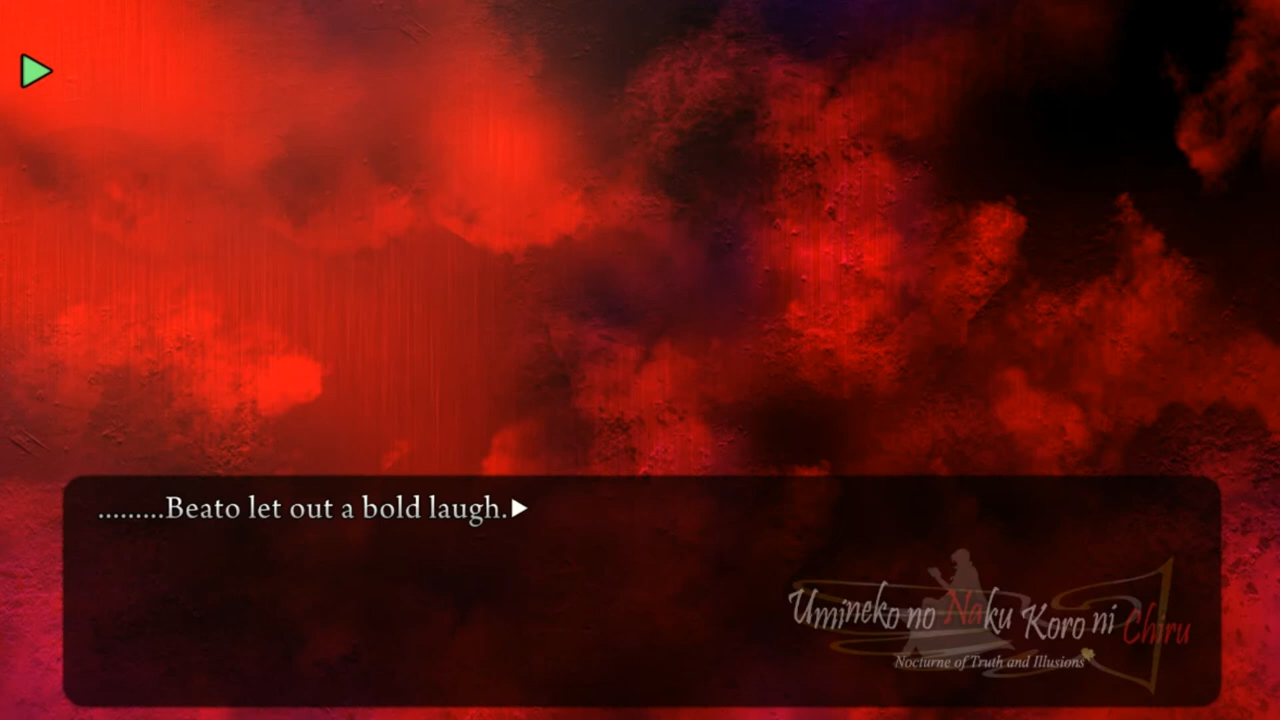 .........Beato let out a bold laugh.
Umineko no Naku Koro ni Chiru
Nocturne of Truth and Illusions